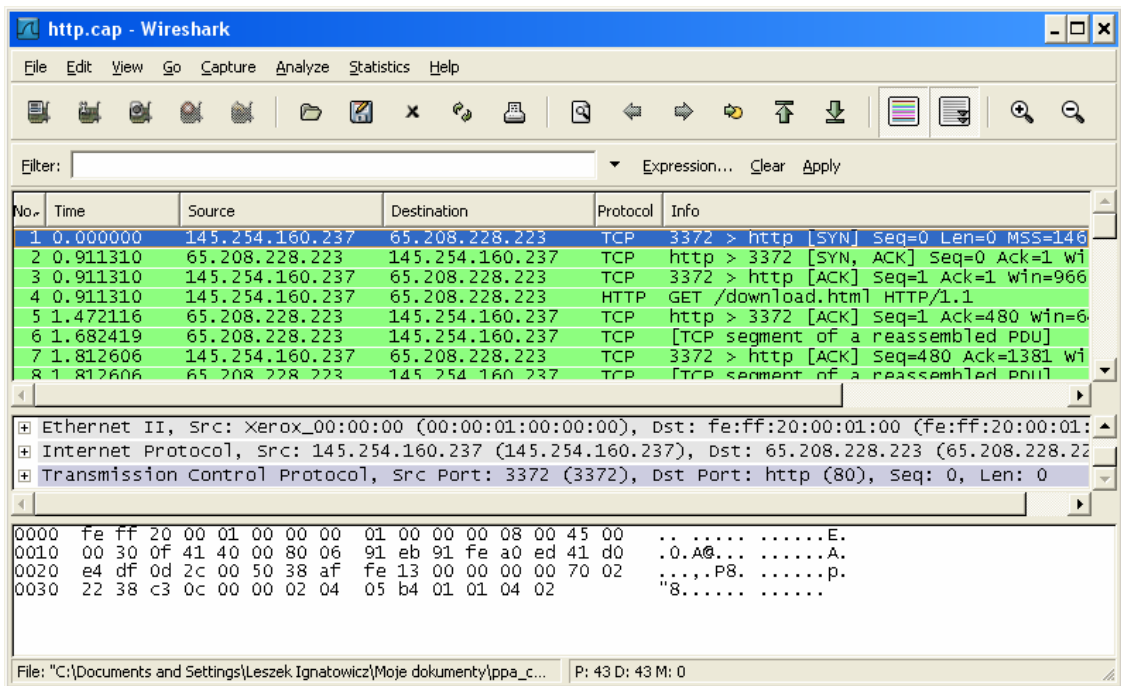 http.cap - Wireshark
File Edit View Go Capture Analyze Statistics Help
Filter: Expression... Clear Apply
No. Time Source Destination Protocol Info
1 0.000000 145.254.160.237 65.208.228.223 TCP 3372 > http [SYN] Seq=0 Len=0 MSS=146
2 0.911310 65.208.228.223 145.254.160.237 TCP http > 3372 [SYN, ACK] Seq=0 Ack=1 Wi
3 0.911310 145.254.160.237 65.208.228.223 TCP 3372 > http [ACK] Seq=1 Ack=1 Win=966
4 0.911310 145.254.160.237 65.208.228.223 HTTP GET /download.html HTTP/1.1
5 1.472116 65.208.228.223 145.254.160.237 TCP http > 3372 [ACK] Seq=1 Ack=480 Win=6
6 1.682419 65.208.228.223 145.254.160.237 TCP [TCP segment of a reassembled PDU]
7 1.812606 145.254.160.237 65.208.228.223 TCP 3372 > http [ACK] Seq=480 Ack=1381 Wi
8 1.812606 65.208.228.223 145.254.160.237 TCP [TCP segment of a reassembled PDU]
Ethernet II, Src: Xerox_00:00:00 (00:00:01:00:00:00), Dst: fe:ff:20:00:01:00 (fe:ff:20:00:01:
Internet Protocol, Src: 145.254.160.237 (145.254.160.237), Dst: 65.208.228.223 (65.208.228.22
Transmission Control Protocol, Src Port: 3372 (3372), Dst Port: http (80), Seq: 0, Len: 0
0000 fe ff 20 00 01 00 00 00 01 00 00 00 08 00 45 00 .. ..... ......E.
0010 00 30 0f 41 40 00 80 06 91 eb 91 fe a0 ed 41 d0 .0.A@... ......A.
0020 e4 df 0d 2c 00 50 38 af fe 13 00 00 00 00 70 02 ...,.P8. ......p.
0030 22 38 c3 0c 00 00 02 04 05 b4 01 01 04 02 "8...... ......
File: "C:\Documents and Settings\Leszek Ignatowicz\Moje dokumenty\ppa_c... P: 43 D: 43 M: 0